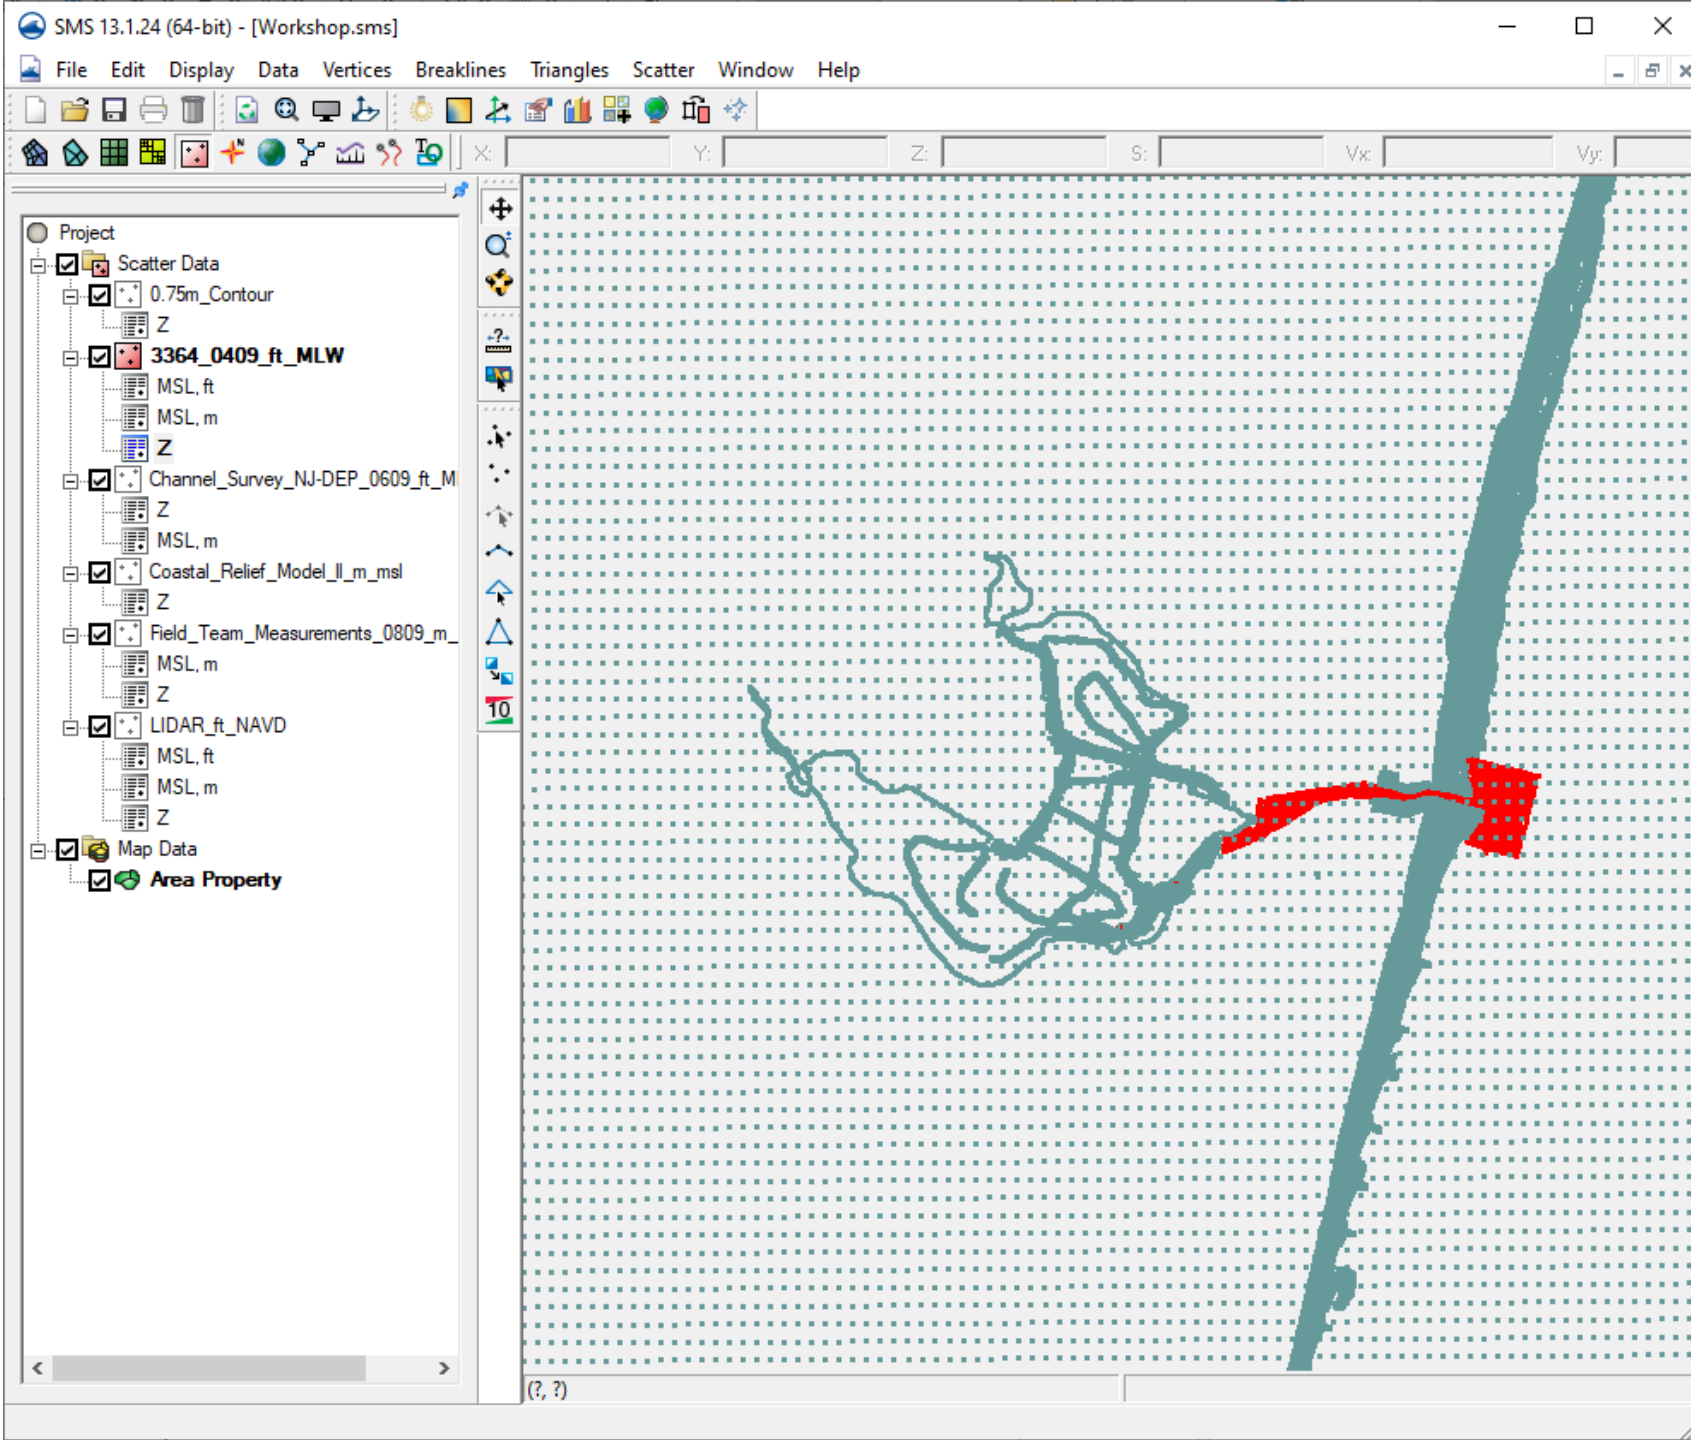 SMS 13.1.24 (64-bit) - [Workshop.sms]
File Edit Display Data Vertices Breaklines Triangles Scatter Window Help
X: Y: Z: S: Vx: Vy:
Project
Scatter Data
0.75m_Contour
Z
3364_0409_ft_MLW
MSL, ft
MSL, m
Z
Channel_Survey_NJ-DEP_0609_ft_M
Z
MSL, m
Coastal_Relief_Model_II_m_msl
Z
Field_Team_Measurements_0809_m_
MSL, m
Z
LIDAR_ft_NAVD
MSL, ft
MSL, m
Z
Map Data
Area Property
10
(?, ?)